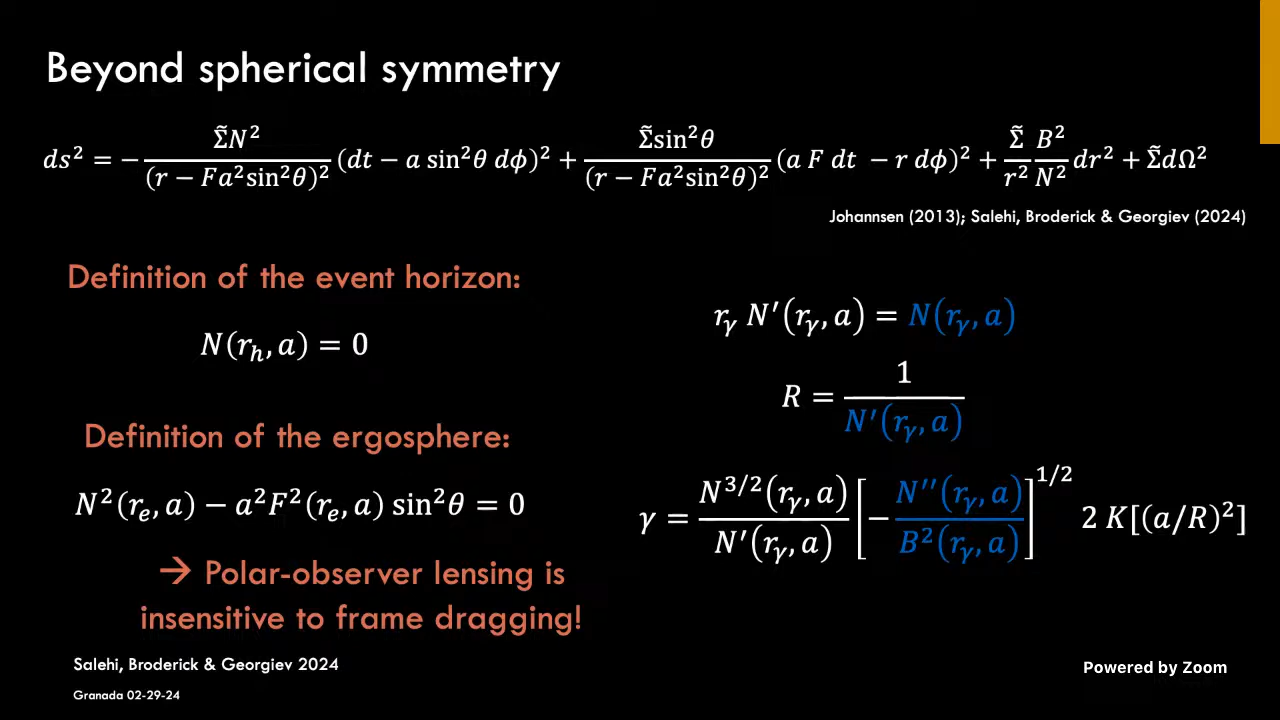 Beyond spherical symmetry
ds² = − Σ̃N² / (r − Fa²sin²θ)² (dt − a sin²θ dϕ)² + Σ̃sin²θ / (r − Fa²sin²θ)² (a F dt − r dϕ)² + Σ̃/r² B²/N² dr² + Σ̃dΩ²
Johannsen (2013); Salehi, Broderick & Georgiev (2024)
Definition of the event horizon:
N(r_h, a) = 0
Definition of the ergosphere:
N²(r_e, a) − a²F²(r_e, a) sin²θ = 0
→ Polar-observer lensing is
insensitive to frame dragging!
r_γ N′(r_γ, a) = N(r_γ, a)
R = 1 / N′(r_γ, a)
γ = N^{3/2}(r_γ, a) / N′(r_γ, a) [− N′′(r_γ, a) / B²(r_γ, a)]^{1/2} 2 K[(a/R)²]
Salehi, Broderick & Georgiev 2024
Granada 02-29-24
Powered by Zoom